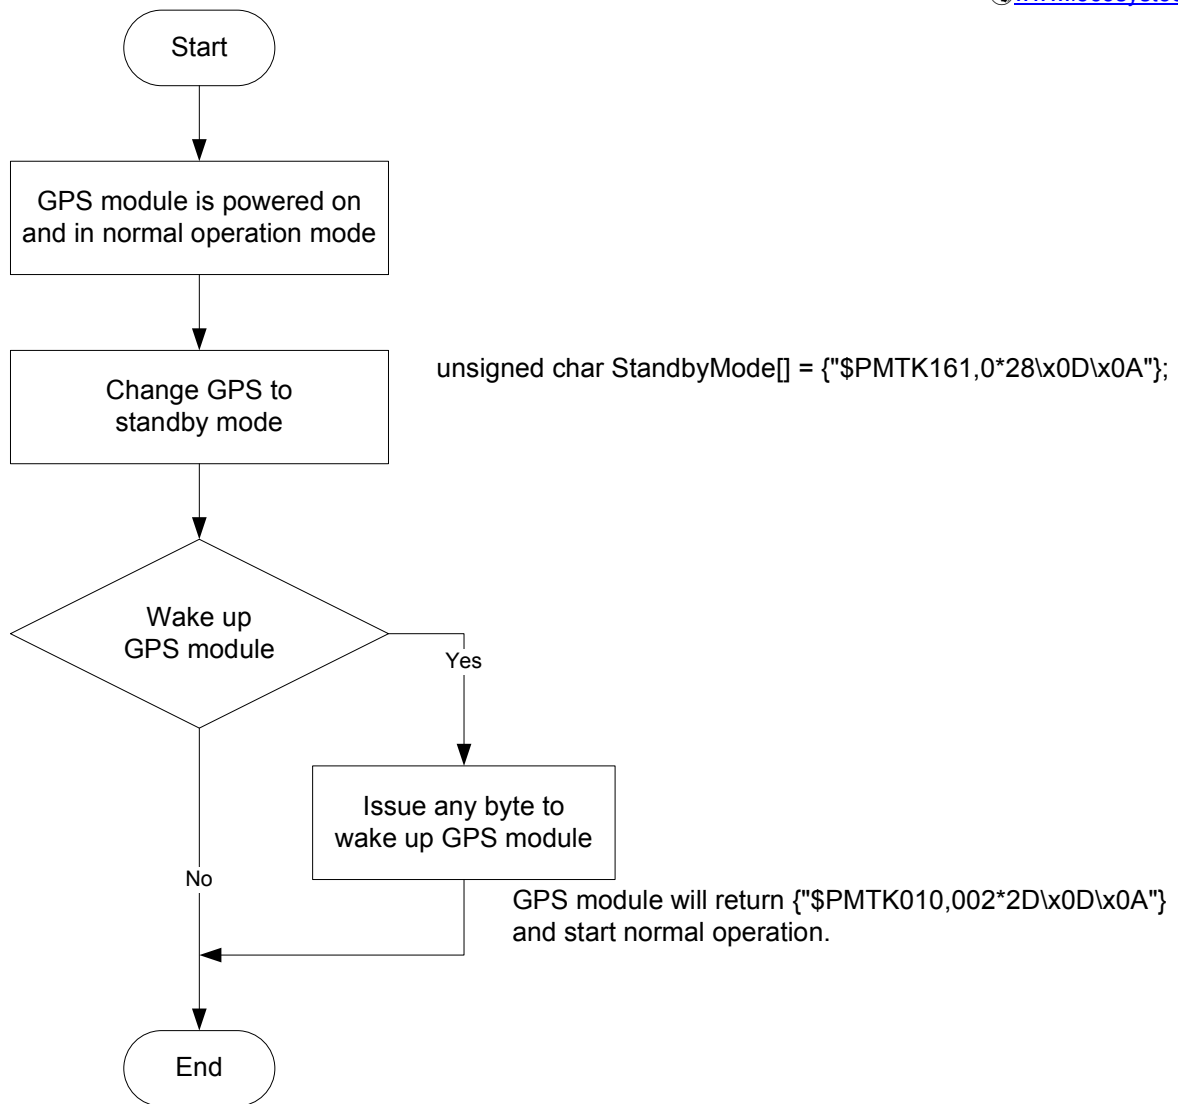 Start
GPS module is powered on
and in normal operation mode
Change GPS to
standby mode
unsigned char StandbyMode[] = {"$PMTK161,0*28\x0D\x0A"};
Wake up
GPS module
Yes
Issue any byte to
wake up GPS module
No
GPS module will return {"$PMTK010,002*2D\x0D\x0A"}
and start normal operation.
End